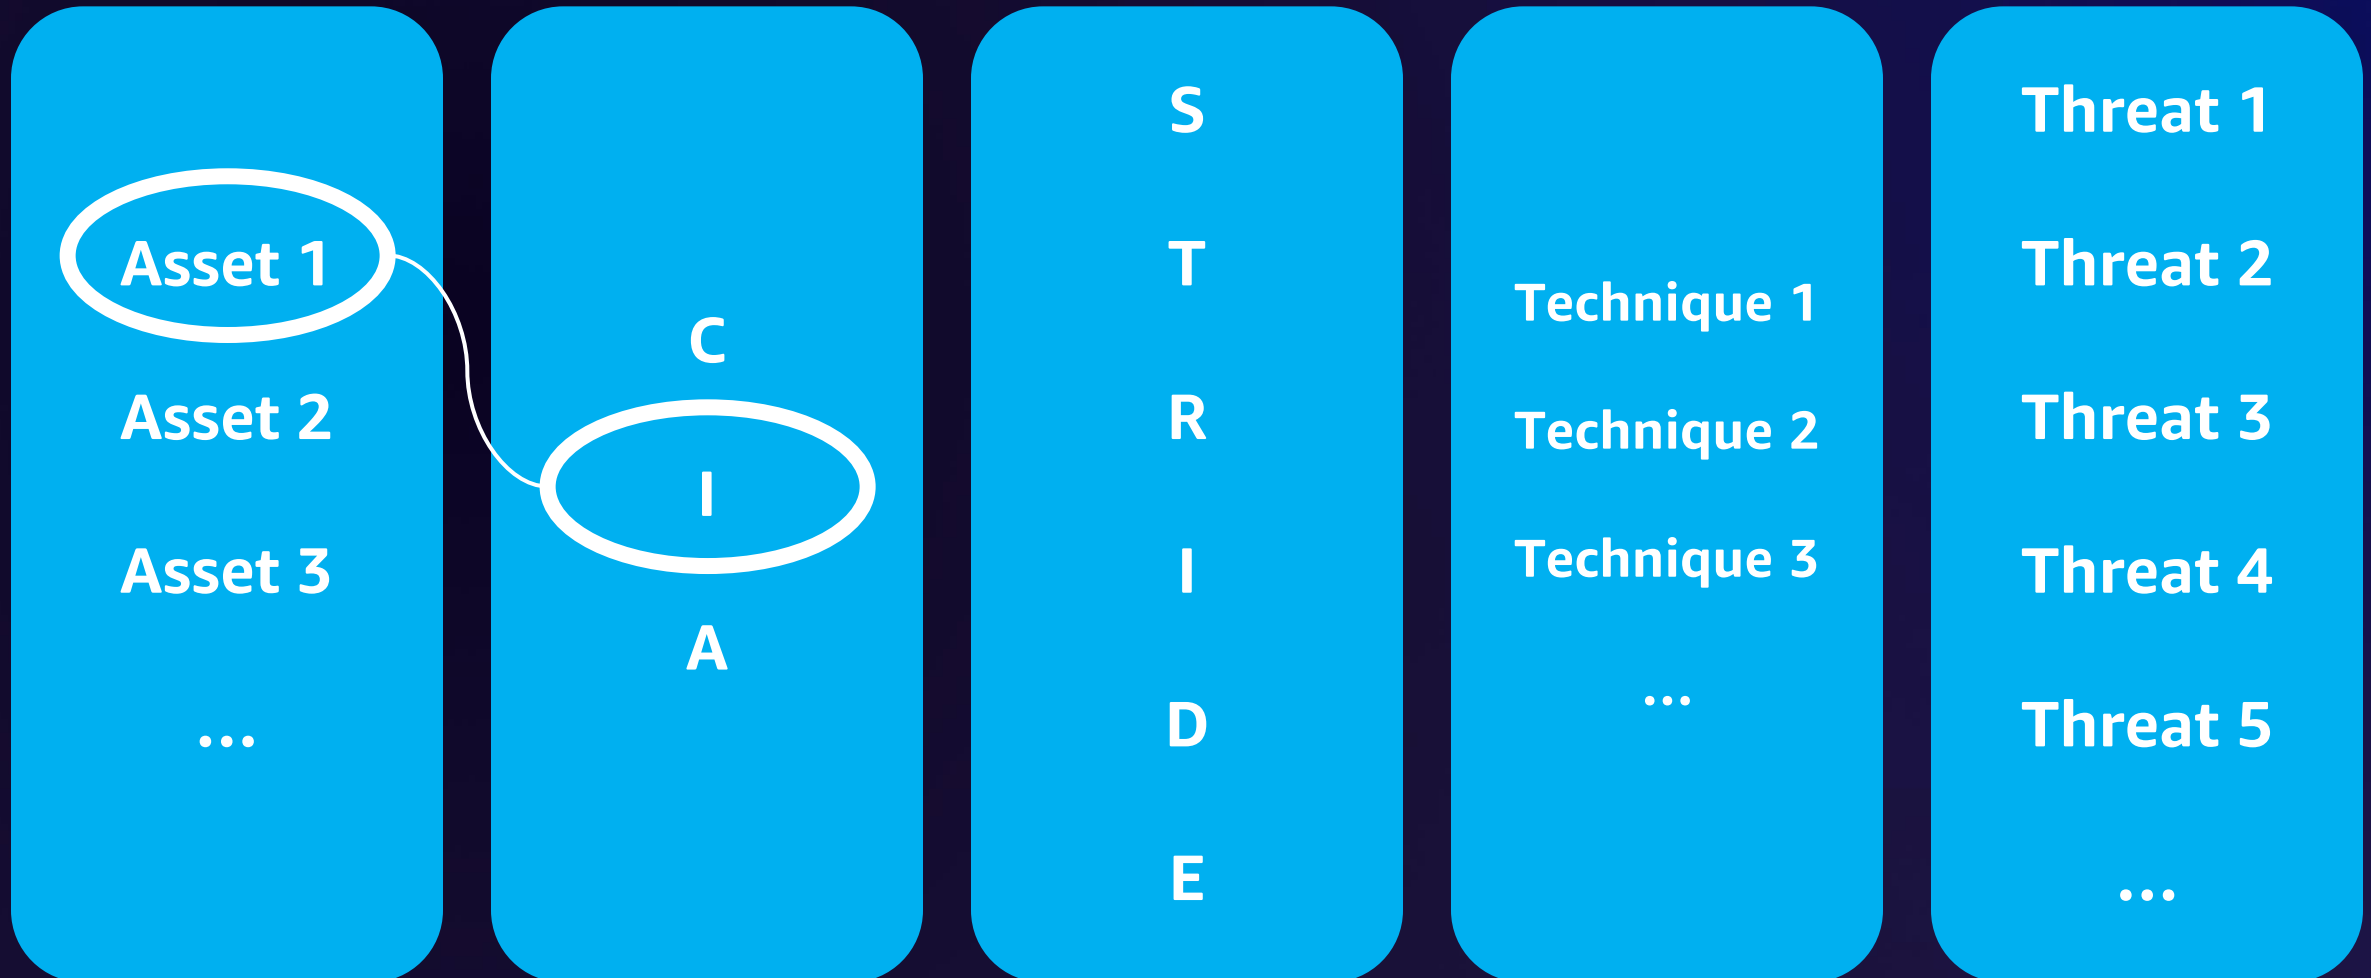 Asset 1
Asset 2
Asset 3
...
C
I
A
S
T
R
I
D
E
Technique 1
Technique 2
Technique 3
...
Threat 1
Threat 2
Threat 3
Threat 4
Threat 5
...